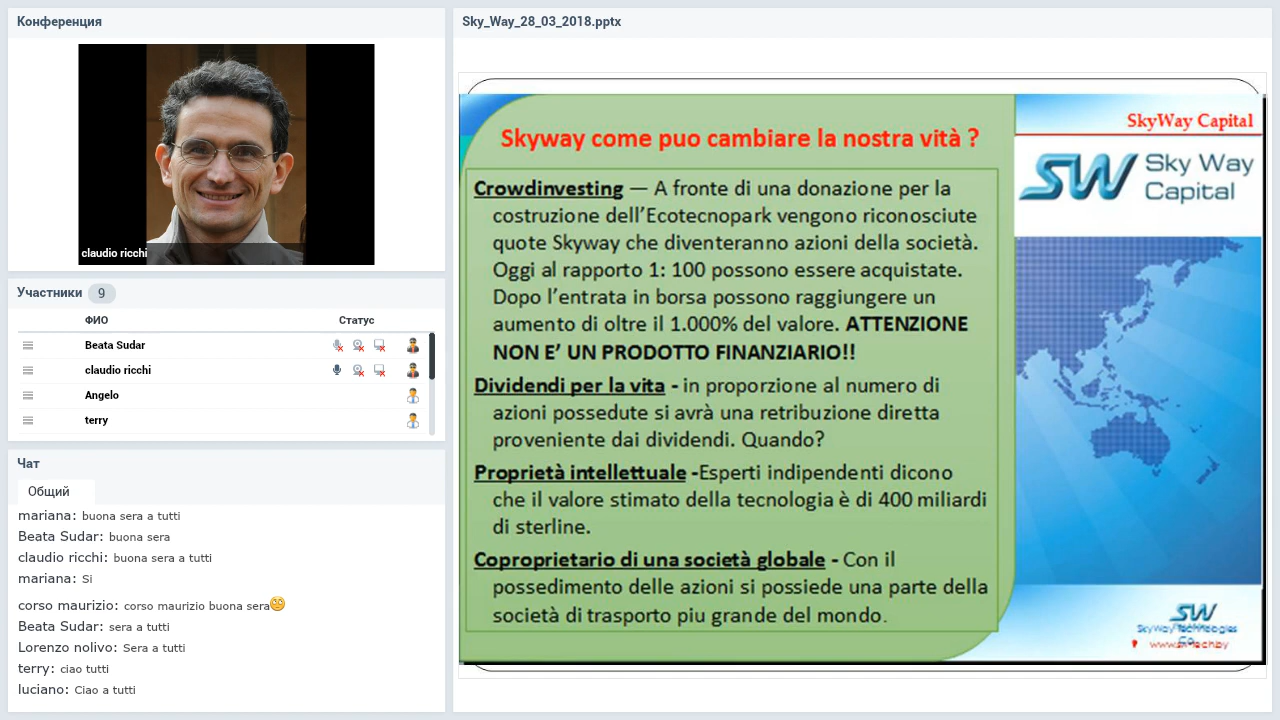 Конференция
claudio ricchi
Участники 9
ФИО Статус
Beata Sudar
claudio ricchi
Angelo
terry
Чат
Общий
mariana: buona sera a tutti
Beata Sudar: buona sera
claudio ricchi: buona sera a tutti
mariana: Si
corso maurizio: corso maurizio buona sera
Beata Sudar: sera a tutti
Lorenzo nolivo: Sera a tutti
terry: ciao tutti
luciano: Ciao a tutti
Sky_Way_28_03_2018.pptx
Skyway come puo cambiare la nostra vità ?
Crowdinvesting — A fronte di una donazione per la
costruzione dell’Ecotecnopark vengono riconosciute
quote Skyway che diventeranno azioni della società.
Oggi al rapporto 1: 100 possono essere acquistate.
Dopo l’entrata in borsa possono raggiungere un
aumento di oltre il 1.000% del valore. ATTENZIONE
NON E’ UN PRODOTTO FINANZIARIO!!
Dividendi per la vita - in proporzione al numero di
azioni possedute si avrà una retribuzione diretta
proveniente dai dividendi. Quando?
Proprietà intellettuale -Esperti indipendenti dicono
che il valore stimato della tecnologia è di 400 miliardi
di sterline.
Coproprietario di una società globale - Con il
possedimento delle azioni si possiede una parte della
società di trasporto piu grande del mondo.
SkyWay Capital
SW Sky Way
Capital
SW
SkyWay Technologies